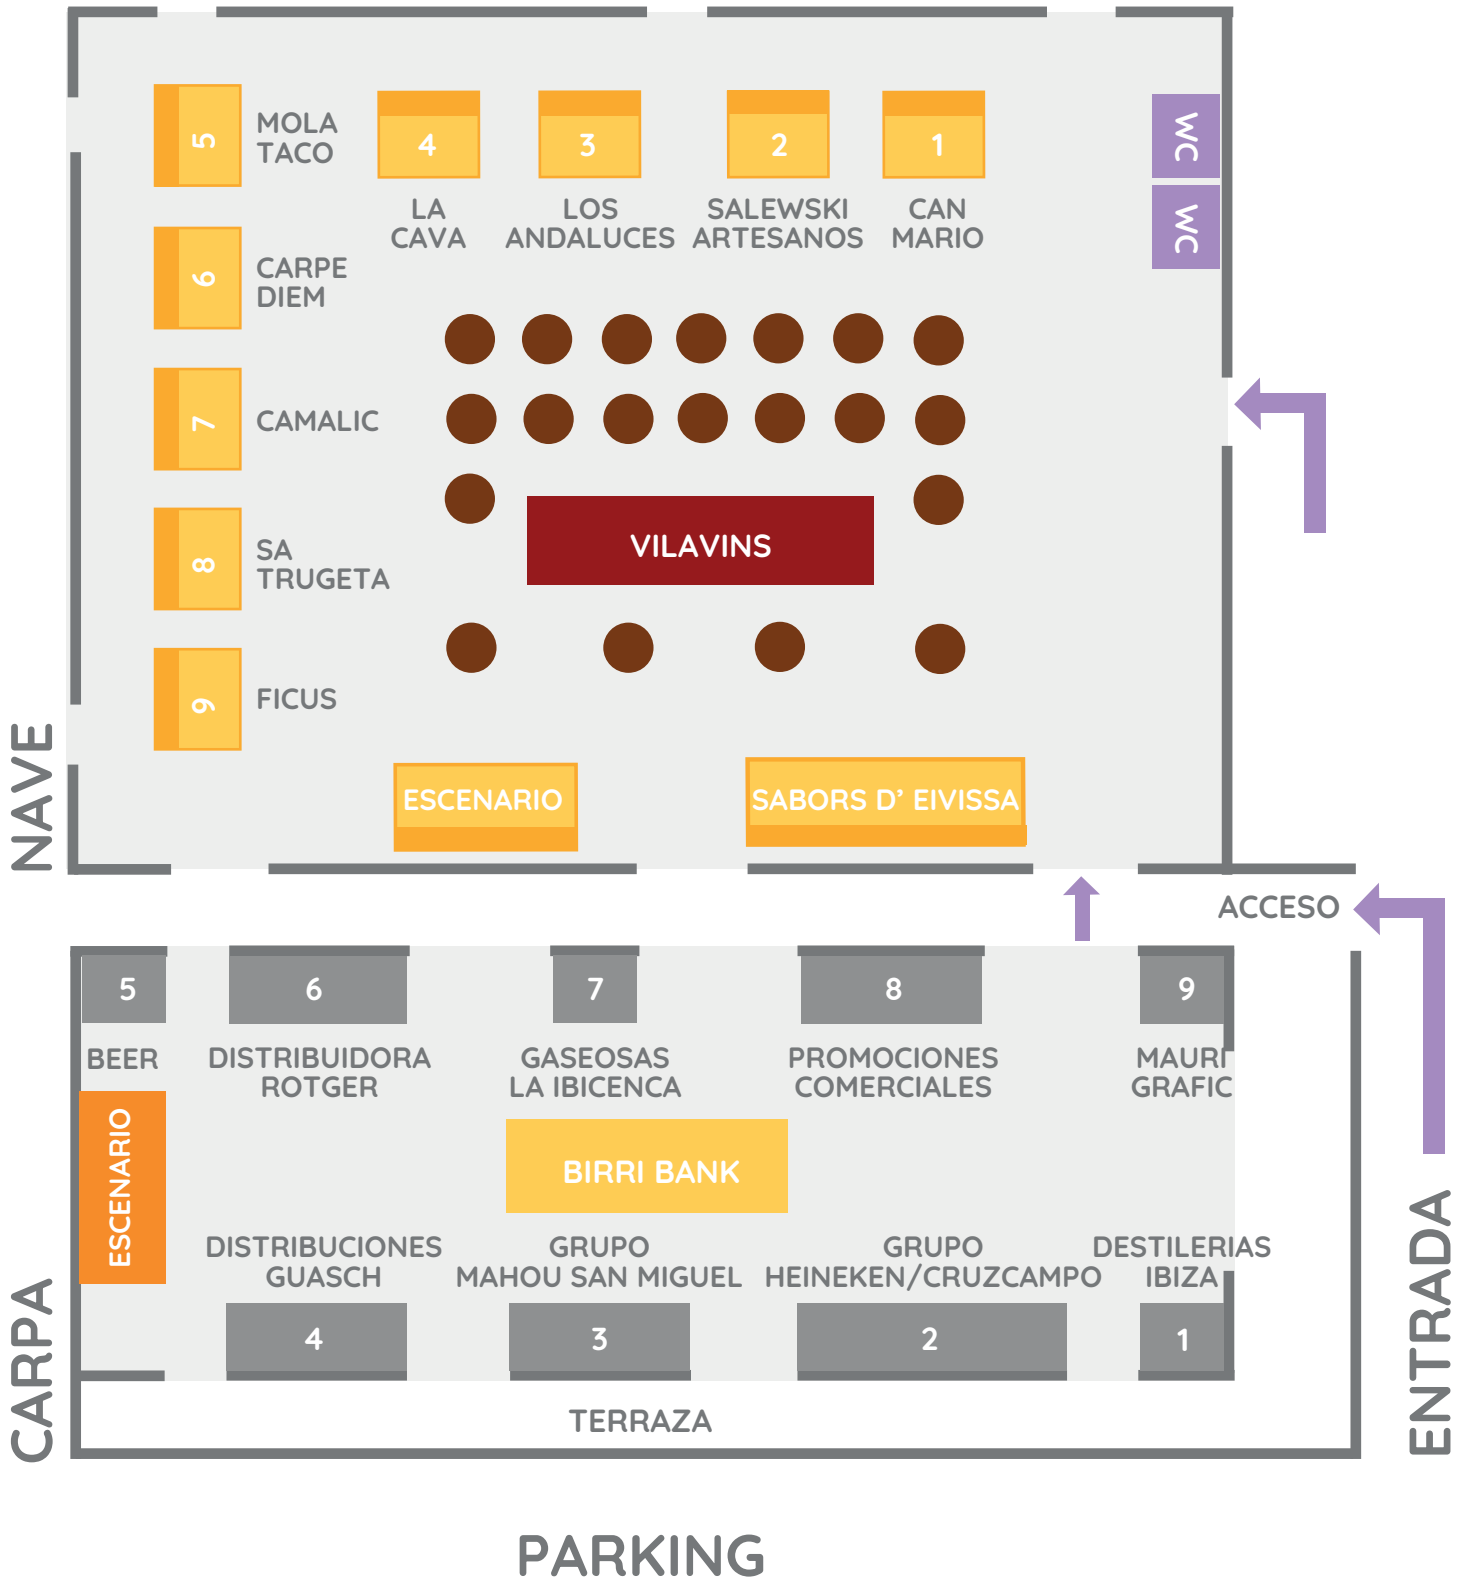 5
MOLA
TACO
4
LA
CAVA
3
LOS
ANDALUCES
2
SALEWSKI
ARTESANOS
1
CAN
MARIO
WC
WC
6
CARPE
DIEM
7
CAMALIC
8
SA
TRUGETA
9
FICUS
VILAVINS
ESCENARIO
SABORS D’ EIVISSA
NAVE
ACCESO
5
BEER
6
DISTRIBUIDORA
ROTGER
7
GASEOSAS
LA IBICENCA
8
PROMOCIONES
COMERCIALES
9
MAURI
GRAFIC
ESCENARIO
BIRRI BANK
DISTRIBUCIONES
GUASCH
4
GRUPO
MAHOU SAN MIGUEL
3
GRUPO
HEINEKEN/CRUZCAMPO
2
DESTILERIAS
IBIZA
1
CARPA
TERRAZA
ENTRADA
PARKING